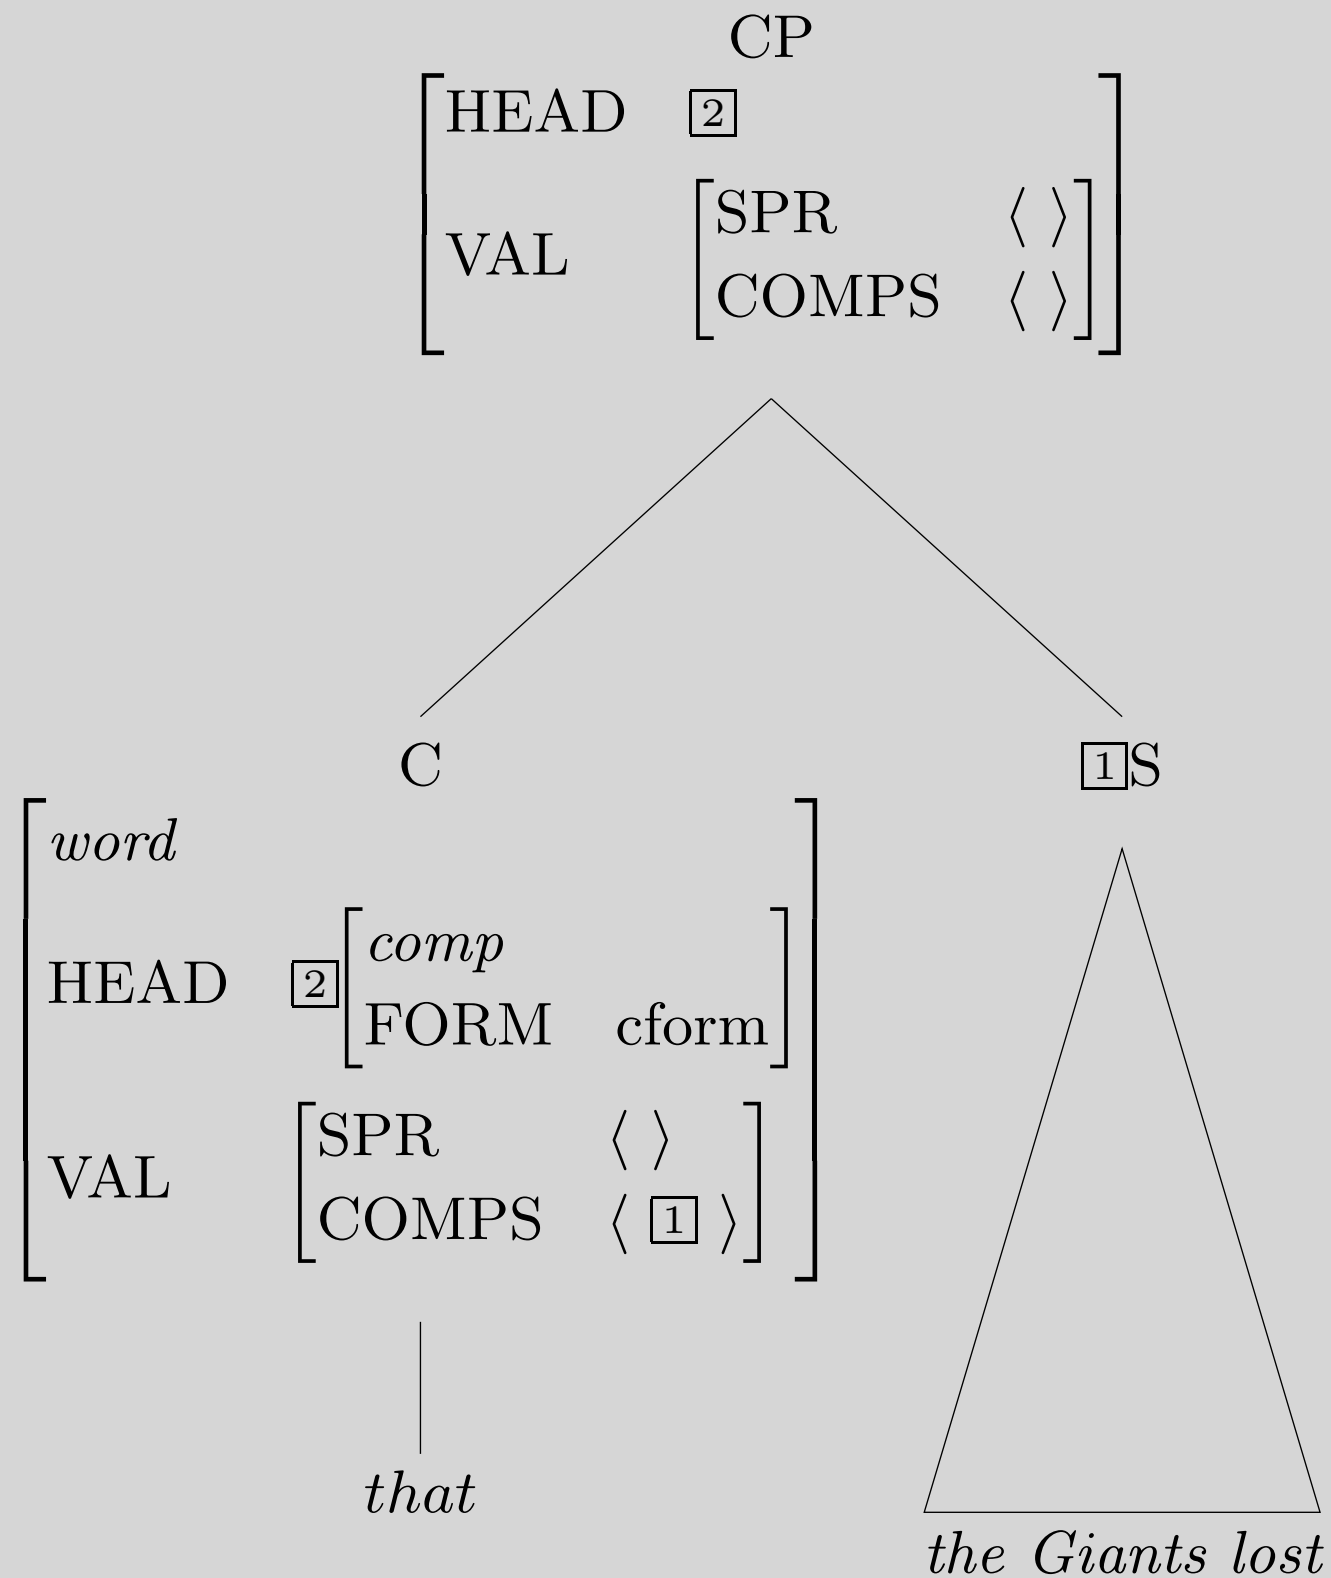 CP
HEAD 2
SPR ⟨ ⟩
VAL
COMPS ⟨ ⟩
C
1 S
word
comp
HEAD 2
FORM cform
SPR ⟨ ⟩
VAL
COMPS ⟨ 1 ⟩
that
the Giants lost